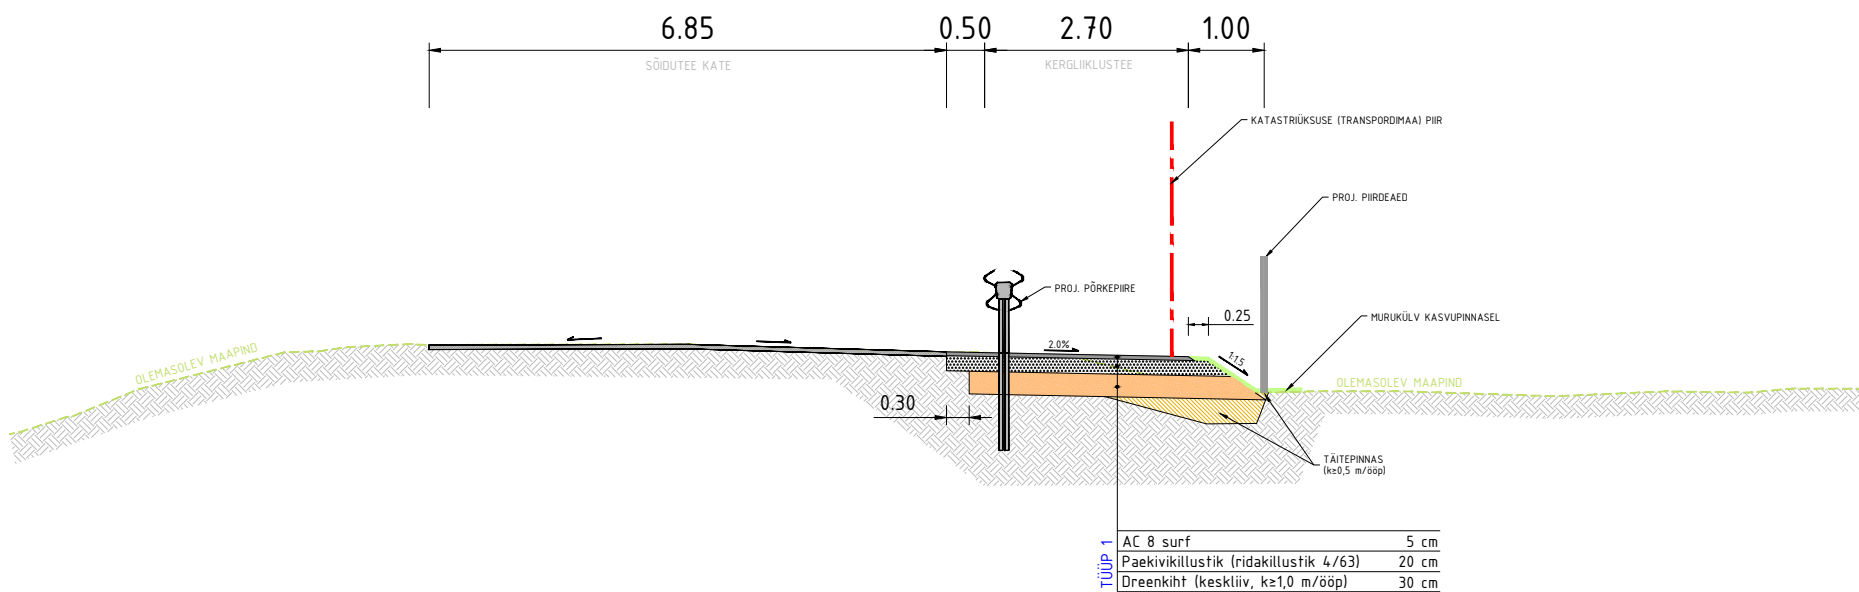 6.85
0.50
2.70
1.00
SÕIDUTEE KATE
KERGLIIKLUSTEE
KATASTRIÜKSUSE (TRANSPORDIMAA) PIIR
PROJ. PIIRDEAED
PROJ. PÕRKEPIIRE
0.25
MURUKÜLV KASVUPINNASEL
2.0%
1:1.5
OLEMASOLEV MAAPIND
OLEMASOLEV MAAPIND
0.30
TÄITEPINNAS
(k≥0,5 m/ööp)
TÜÜP 1
AC 8 surf 5 cm
Paekivikillustik (ridakillustik 4/63) 20 cm
Dreenkiht (keskliiv, k≥1,0 m/ööp) 30 cm